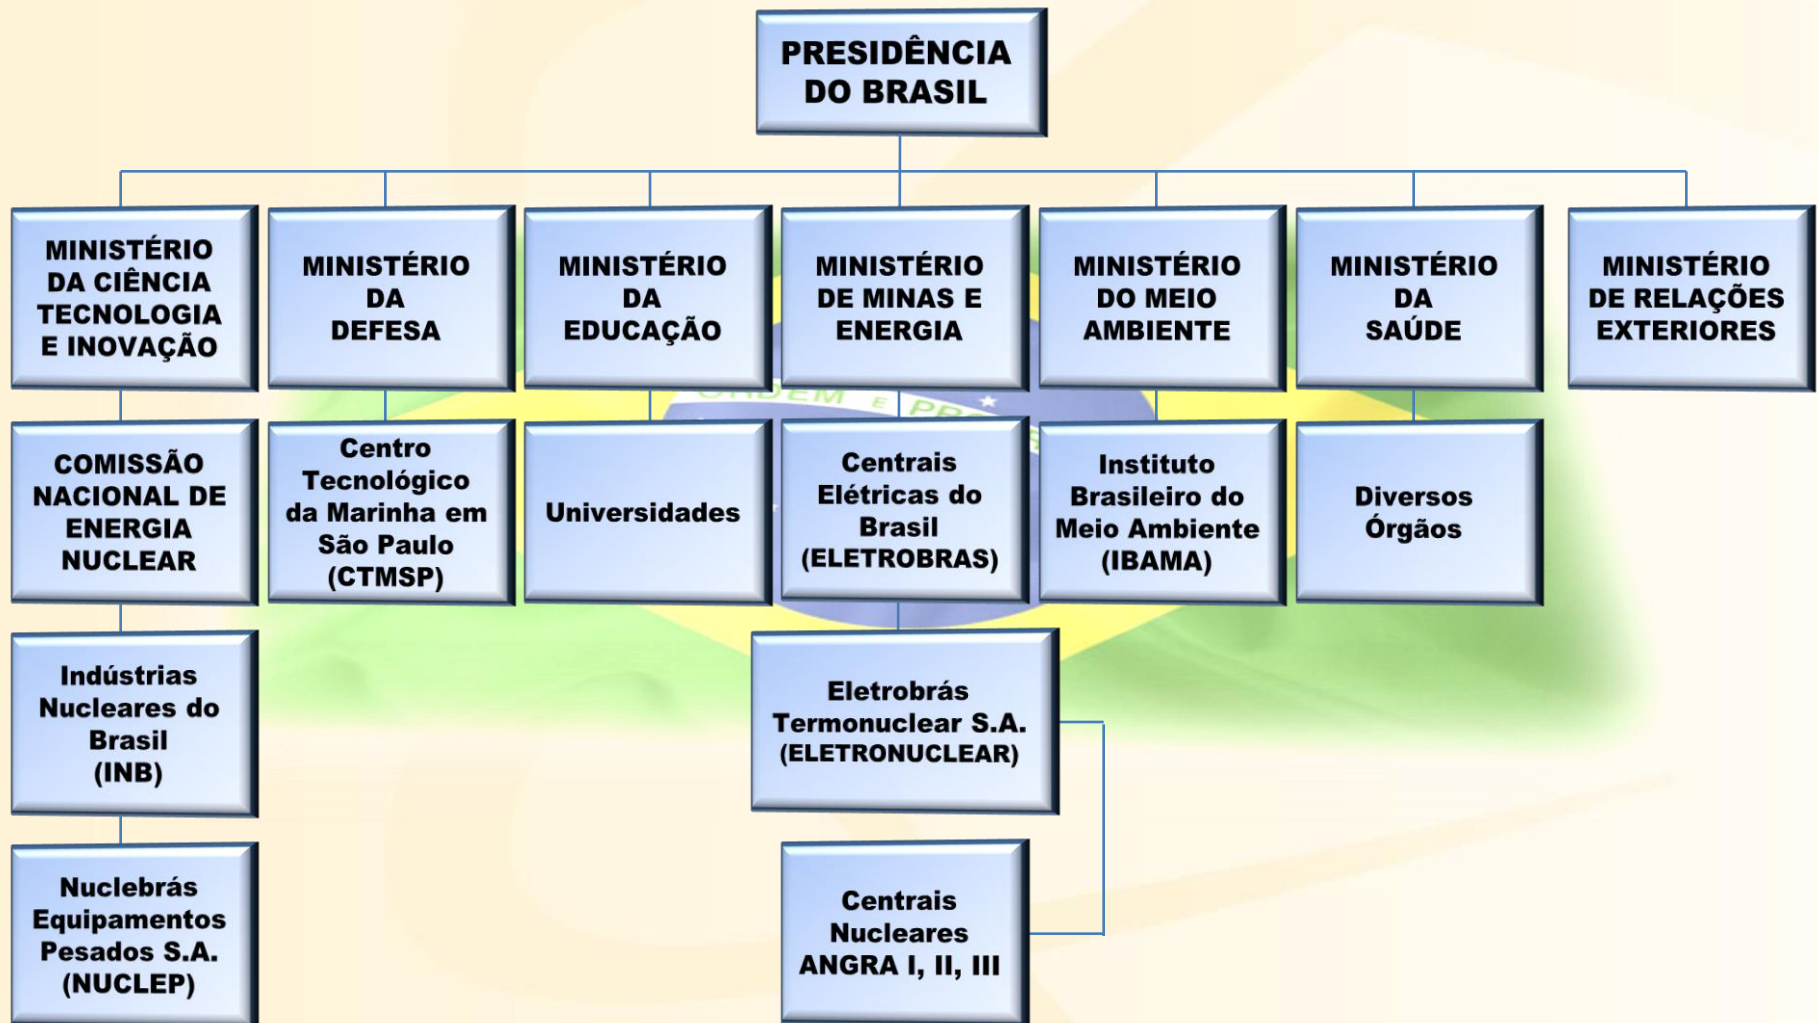 PRESIDÊNCIA
DO BRASIL
MINISTÉRIO
DA CIÊNCIA
TECNOLOGIA
E INOVAÇÃO
MINISTÉRIO
DA
DEFESA
MINISTÉRIO
DA
EDUCAÇÃO
MINISTÉRIO
DE MINAS E
ENERGIA
MINISTÉRIO
DO MEIO
AMBIENTE
MINISTÉRIO
DA
SAÚDE
MINISTÉRIO
DE RELAÇÕES
EXTERIORES
ORDEM E PR
COMISSÃO
NACIONAL DE
ENERGIA
NUCLEAR
Centro
Tecnológico
da Marinha em
São Paulo
(CTMSP)
Universidades
Centrais
Elétricas do
Brasil
(ELETROBRAS)
Instituto
Brasileiro do
Meio Ambiente
(IBAMA)
Diversos
Órgãos
Indústrias
Nucleares do
Brasil
(INB)
Eletrobrás
Termonuclear S.A.
(ELETRONUCLEAR)
Nuclebrás
Equipamentos
Pesados S.A.
(NUCLEP)
Centrais
Nucleares
ANGRA I, II, III